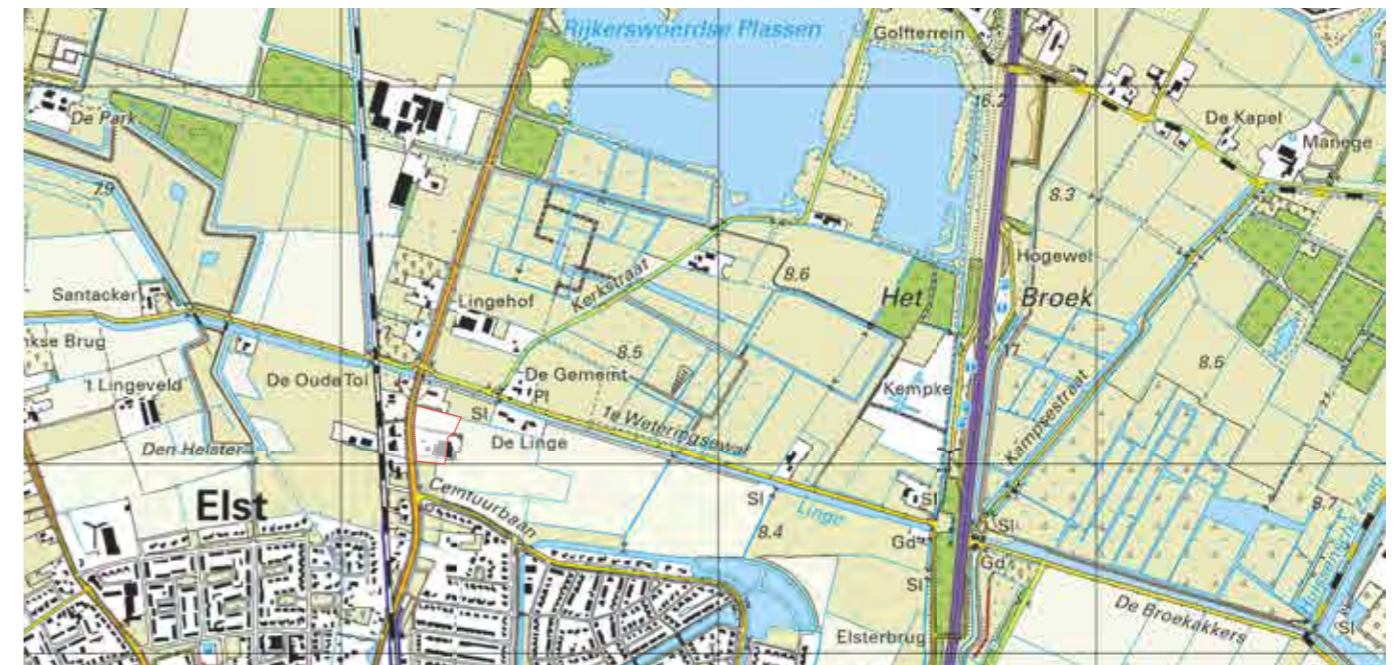 Rijkerswoerdse Plassen
Golfterrein
16.2
De Park
De Kapel
Manege
7.9
8.3
Hogewei
Kerkstraat
8.6
Santacker
Lingehof
Het
Broek
nkse Brug
8.5
17
8.5
't Lingeveld
De Oude Tol
De Gemeint
Pl
Kempke
Sl
1e Weteringsewal
Kampsestraat
Den Helster
De Linge
Elst
Cemtuurbaan
Sl
Sl
Linge
8.7
8.4
Sl
Gd
Gd
Sl
De Broekakkers
Sl
Elsterbrug